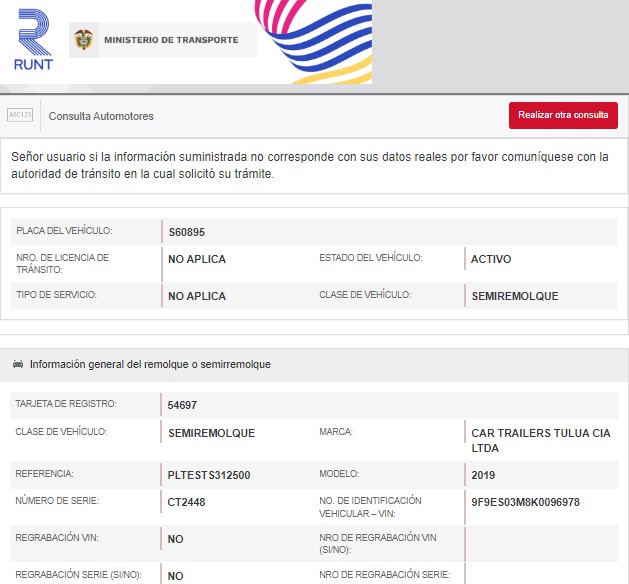 RUNT
MINISTERIO DE TRANSPORTE
ABC123
Consulta Automotores
Realizar otra consulta
Señor usuario si la información suministrada no corresponde con sus datos reales por favor comuníquese con la
autoridad de tránsito en la cual solicitó su trámite.
PLACA DEL VEHÍCULO:
S60895
NRO. DE LICENCIA DE
TRÁNSITO:
NO APLICA
ESTADO DEL VEHÍCULO:
ACTIVO
TIPO DE SERVICIO:
NO APLICA
CLASE DE VEHÍCULO:
SEMIREMOLQUE
Información general del remolque o semirremolque
TARJETA DE REGISTRO:
54697
CLASE DE VEHÍCULO:
SEMIREMOLQUE
MARCA:
CAR TRAILERS TULUA CIA
LTDA
REFERENCIA:
PLTESTS312500
MODELO:
2019
NÚMERO DE SERIE:
CT2448
NO. DE IDENTIFICACIÓN
VEHICULAR – VIN:
9F9ES03M8K0096978
REGRABACIÓN VIN:
NO
NRO DE REGRABACIÓN VIN
(SI/NO):
REGRABACIÓN SERIE (SI/NO):
NO
NRO DE REGRABACIÓN SERIE: